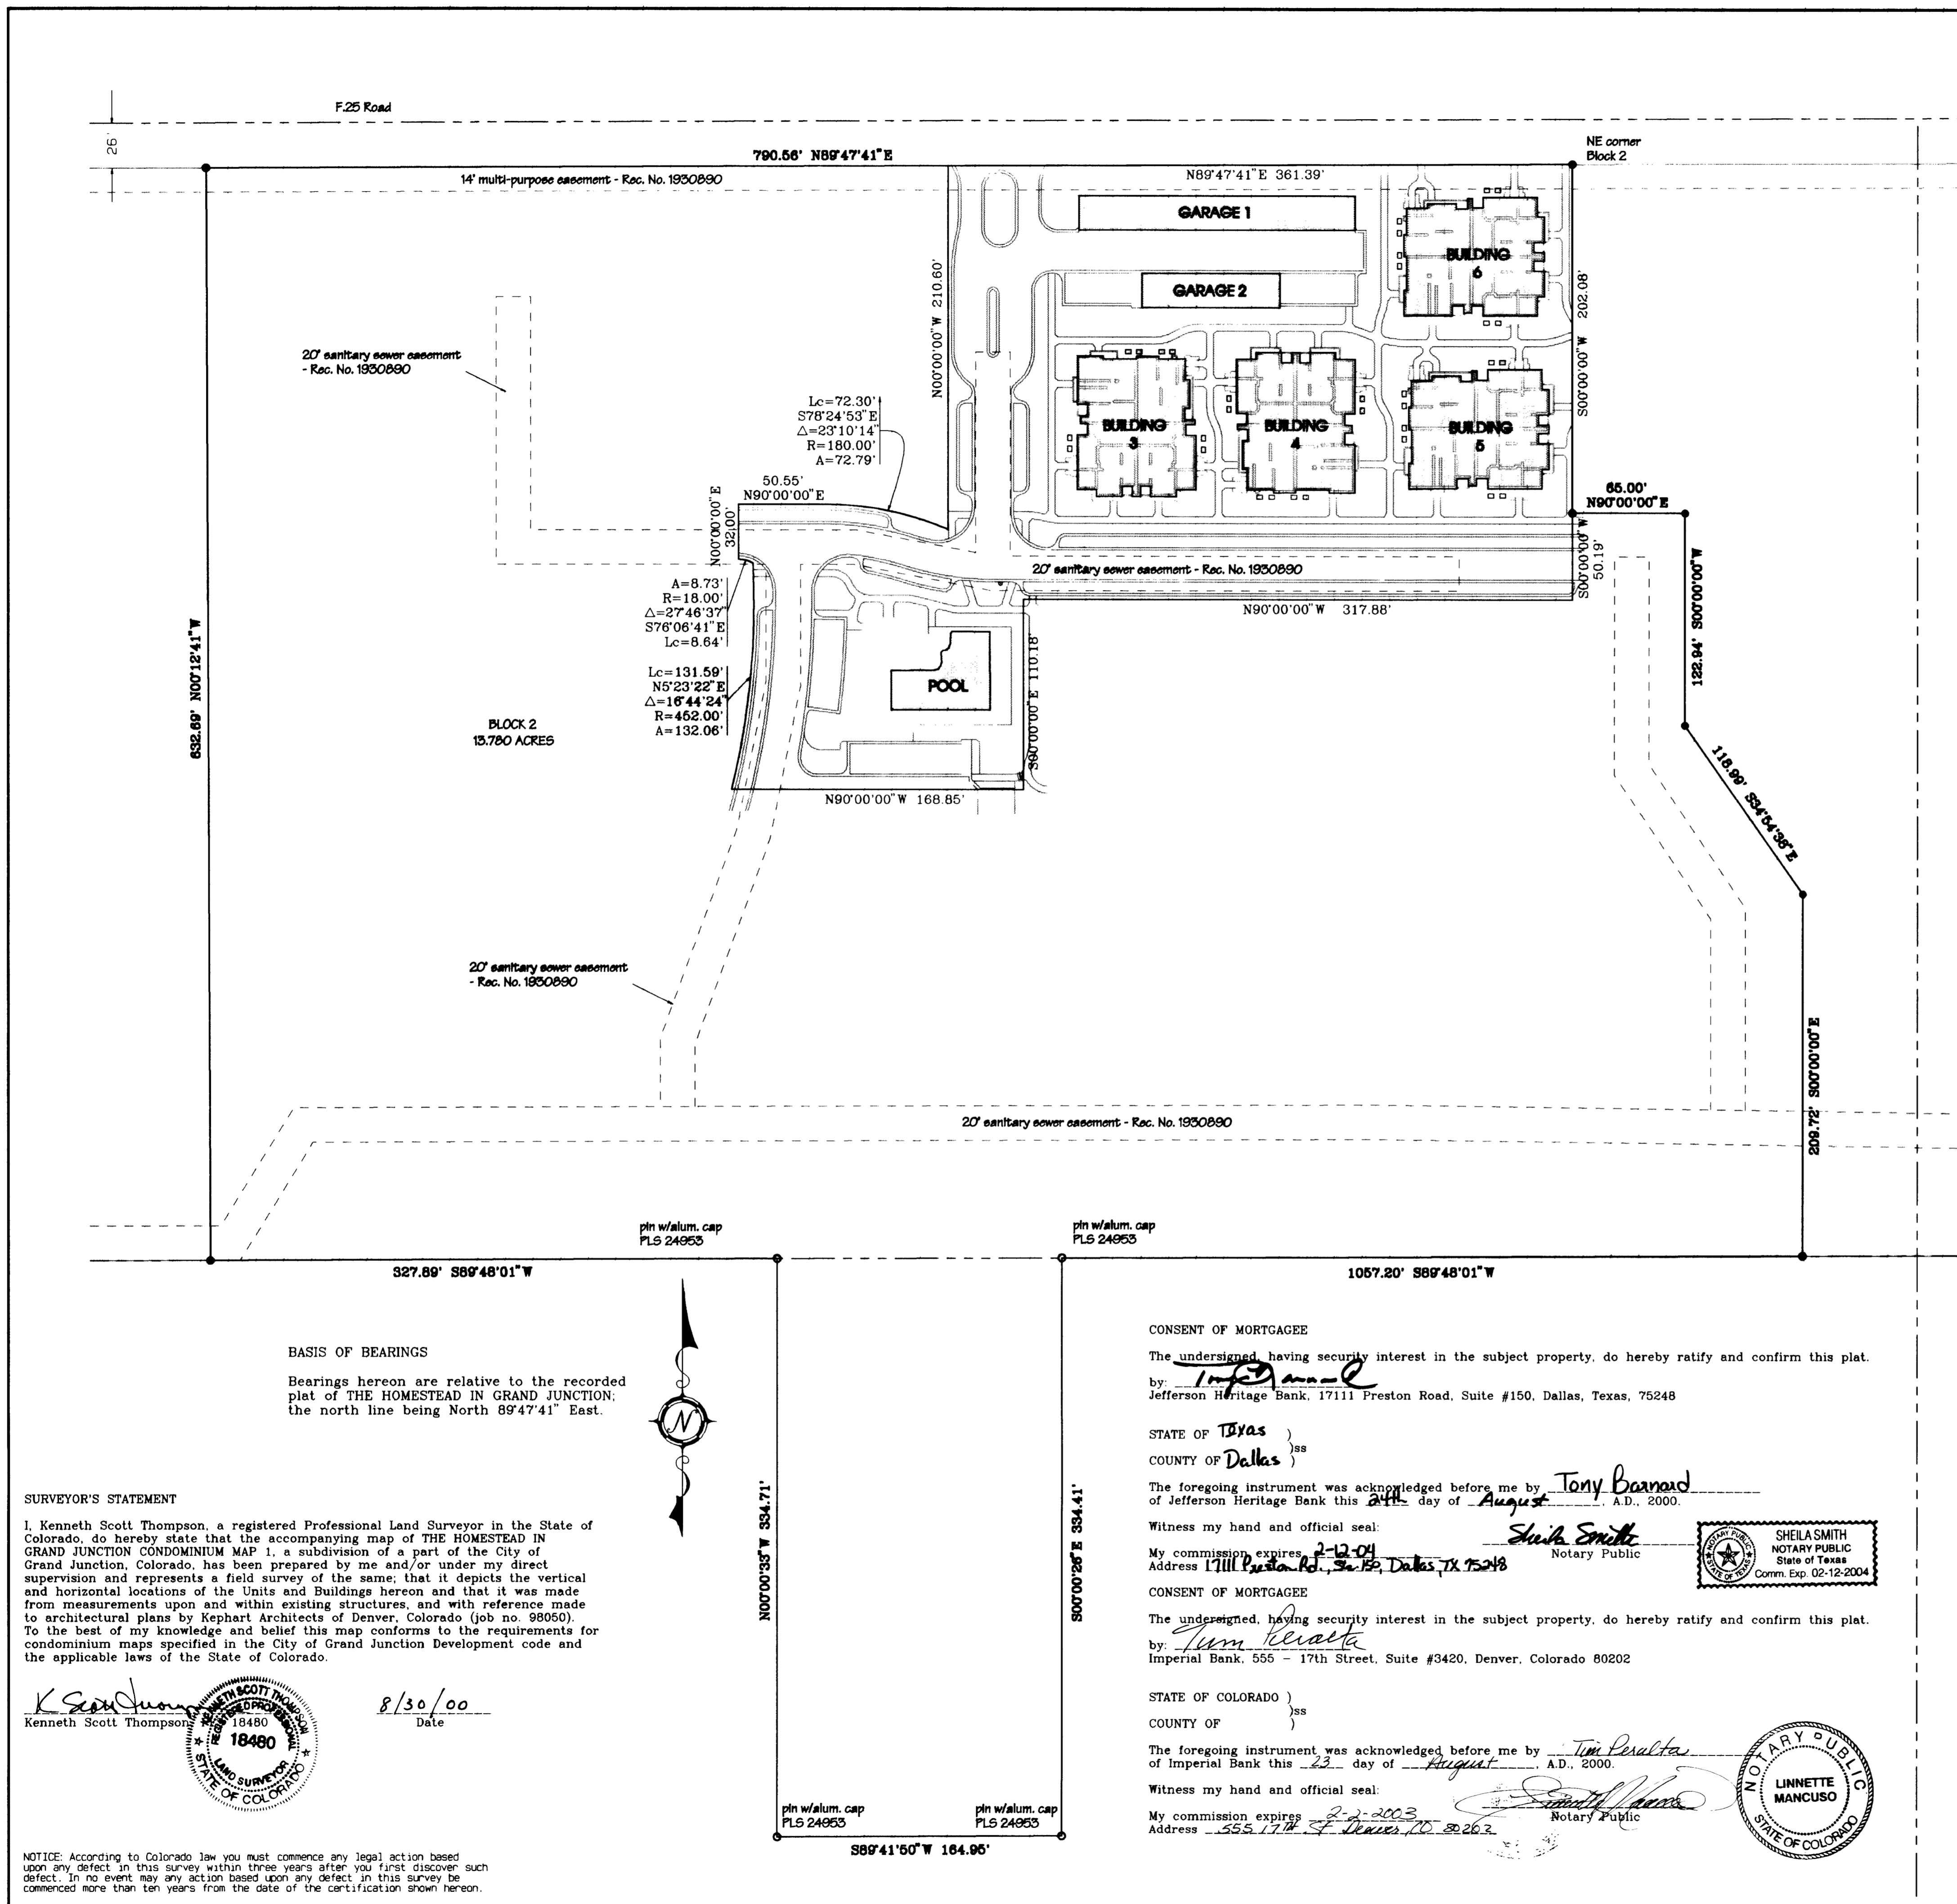 F.25 Road
26'
790.56' N89°47'41"E
NE corner
Block 2
14' multi-purpose easement - Rec. No. 1930890
N89°47'41"E 361.39'
GARAGE 1
GARAGE 2
BUILDING
6
N00°00'00"W 210.60'
S00°00'00"W 202.08'
20' sanitary sewer easement
- Rec. No. 1930890
Lc=72.30'
S78°24'53"E
△=23°10'14"
R=180.00'
A=72.79'
BUILDING
3
BUILDING
4
BUILDING
5
50.55'
N90°00'00"E
N00°00'00"E
32.00'
65.00'
N90°00'00"E
S00°00'00"W
50.19'
20' sanitary sewer easement - Rec. No. 1930890
N90°00'00"W 317.88'
A=8.73'
R=18.00'
△=27°46'37"
S76°06'41"E
Lc=8.64'
Lc=131.59'
N5°23'22"E
△=16°44'24"
R=452.00'
A=132.06'
POOL
S00°00'00"E 110.18'
N90°00'00"W 168.85'
632.69' N00°12'41"W
BLOCK 2
13.780 ACRES
122.94' S00°00'00"W
118.99' S34°54'38"E
209.72' S00°00'00"E
20' sanitary sewer easement
- Rec. No. 1930890
20' sanitary sewer easement - Rec. No. 1930890
pin w/alum. cap
PLS 24953
pin w/alum. cap
PLS 24953
327.89' S89°48'01"W
1057.20' S89°48'01"W
N00°00'33"W 334.71'
S00°00'26"E 334.41'
pin w/alum. cap
PLS 24953
pin w/alum. cap
PLS 24953
S89°41'50"W 164.95'
N
BASIS OF BEARINGS
Bearings hereon are relative to the recorded
plat of THE HOMESTEAD IN GRAND JUNCTION;
the north line being North 89°47'41" East.
SURVEYOR'S STATEMENT
I, Kenneth Scott Thompson, a registered Professional Land Surveyor in the State of
Colorado, do hereby state that the accompanying map of THE HOMESTEAD IN
GRAND JUNCTION CONDOMINIUM MAP 1, a subdivision of a part of the City of
Grand Junction, Colorado, has been prepared by me and/or under my direct
supervision and represents a field survey of the same; that it depicts the vertical
and horizontal locations of the Units and Buildings hereon and that it was made
from measurements upon and within existing structures, and with reference made
to architectural plans by Kephart Architects of Denver, Colorado (job no. 98050).
To the best of my knowledge and belief this map conforms to the requirements for
condominium maps specified in the City of Grand Junction Development code and
the applicable laws of the State of Colorado.
8/30/00
Kenneth Scott Thompson 18480
Date
KENNETH SCOTT THOMPSON
REGISTERED PROFESSIONAL
18480
LAND SURVEYOR
STATE OF COLORADO
NOTICE: According to Colorado law you must commence any legal action based
upon any defect in this survey within three years after you first discover such
defect. In no event may any action based upon any defect in this survey be
commenced more than ten years from the date of the certification shown hereon.
CONSENT OF MORTGAGEE
The undersigned, having security interest in the subject property, do hereby ratify and confirm this plat.
by:
Jefferson Heritage Bank, 17111 Preston Road, Suite #150, Dallas, Texas, 75248
STATE OF Texas )
)ss
COUNTY OF Dallas )
The foregoing instrument was acknowledged before me by Tony Barnard
of Jefferson Heritage Bank this 24th day of August, A.D., 2000.
Witness my hand and official seal:
Sheila Smith
My commission expires 2-12-04
Notary Public
Address 17111 Preston Rd., Ste 150, Dallas, TX 75248
NOTARY PUBLIC
STATE OF TEXAS
SHEILA SMITH
NOTARY PUBLIC
State of Texas
Comm. Exp. 02-12-2004
CONSENT OF MORTGAGEE
The undersigned, having security interest in the subject property, do hereby ratify and confirm this plat.
by: Tim Peralta
Imperial Bank, 555 - 17th Street, Suite #3420, Denver, Colorado 80202
STATE OF COLORADO )
)ss
COUNTY OF )
The foregoing instrument was acknowledged before me by Tim Peralta
of Imperial Bank this 23 day of August, A.D., 2000.
Witness my hand and official seal:
My commission expires 2-2-2003
Notary Public
Address 555 17TH St Denver CO 80202
NOTARY PUBLIC
LINNETTE
MANCUSO
STATE OF COLORADO